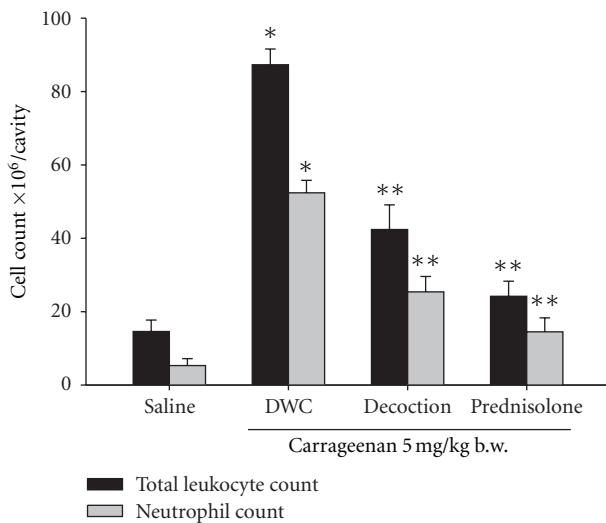 100
80
60
40
20
0
Cell count ×10⁶/cavity
*
*
**
**
**
**
Saline DWC Decoction Prednisolone
Carrageenan 5 mg/kg b.w.
Total leukocyte count
Neutrophil count